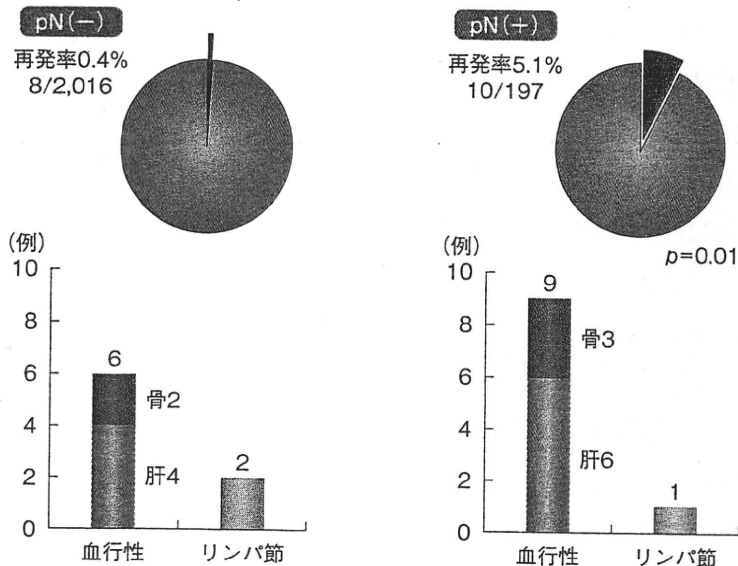 pN(−)
再発率0.4%
8/2,016
(例)
10
8
6
4
2
0
6
骨2
肝4
2
血行性
リンパ節
pN(+)
再発率5.1%
10/197
p=0.01
(例)
10
8
6
4
2
0
9
骨3
肝6
1
血行性
リンパ節